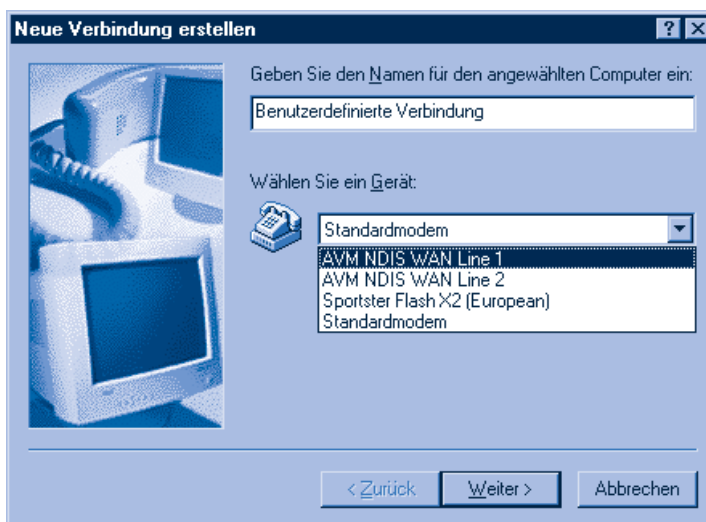 Neue Verbindung erstellen
Geben Sie den Namen für den angewählten Computer ein:
Benutzerdefinierte Verbindung
Wählen Sie ein Gerät:
Standardmodem
AVM NDIS WAN Line 1
AVM NDIS WAN Line 2
Sportster Flash X2 (European)
Standardmodem
< Zurück
Weiter >
Abbrechen